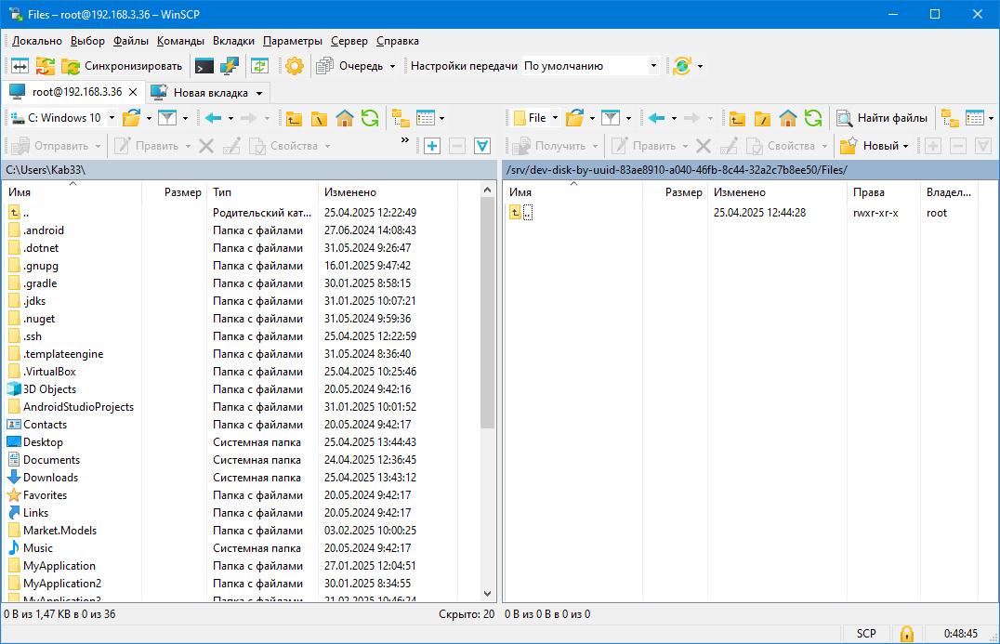 Files – root@192.168.3.36 – WinSCP
Локально Выбор Файлы Команды Вкладки Параметры Сервер Справка
Синхронизировать Очередь Настройки передачи По умолчанию
root@192.168.3.36 Новая вкладка
C: Windows 10 File Найти файлы
Отправить Править Свойства » Получить Править Свойства Новый
C:\Users\Kab33\ /srv/dev-disk-by-uuid-83ae8910-a040-46fb-8c44-32a2c7b8ee50/Files/
Имя Размер Тип Изменено Имя Размер Изменено Права Владел...
.. Родительский кат... 25.04.2025 12:22:49 .. 25.04.2025 12:44:28 rwxr-xr-x root
.android Папка с файлами 27.06.2024 14:08:43
.dotnet Папка с файлами 31.05.2024 9:26:47
.gnupg Папка с файлами 16.01.2025 9:47:42
.gradle Папка с файлами 30.01.2025 8:58:15
.jdks Папка с файлами 31.01.2025 10:07:21
.nuget Папка с файлами 31.05.2024 9:59:36
.ssh Папка с файлами 25.04.2025 12:22:59
.templateengine Папка с файлами 31.05.2024 8:36:40
.VirtualBox Папка с файлами 25.04.2025 10:25:46
3D Objects Папка с файлами 20.05.2024 9:42:16
AndroidStudioProjects Папка с файлами 31.01.2025 10:01:52
Contacts Папка с файлами 20.05.2024 9:42:17
Desktop Системная папка 25.04.2025 13:44:43
Documents Системная папка 24.04.2025 12:36:45
Downloads Системная папка 25.04.2025 13:43:12
Favorites Папка с файлами 20.05.2024 9:42:17
Links Папка с файлами 20.05.2024 9:42:17
Market.Models Папка с файлами 03.02.2025 10:00:25
Music Системная папка 20.05.2024 9:42:17
MyApplication Папка с файлами 27.01.2025 12:04:51
MyApplication2 Папка с файлами 30.01.2025 8:34:55
MyApplication3 Папка с файлами 21.02.2025 10:46:24
0 B из 1,47 KB в 0 из 36 Скрыто: 20 0 B из 0 B в 0 из 0
SCP 0:48:45